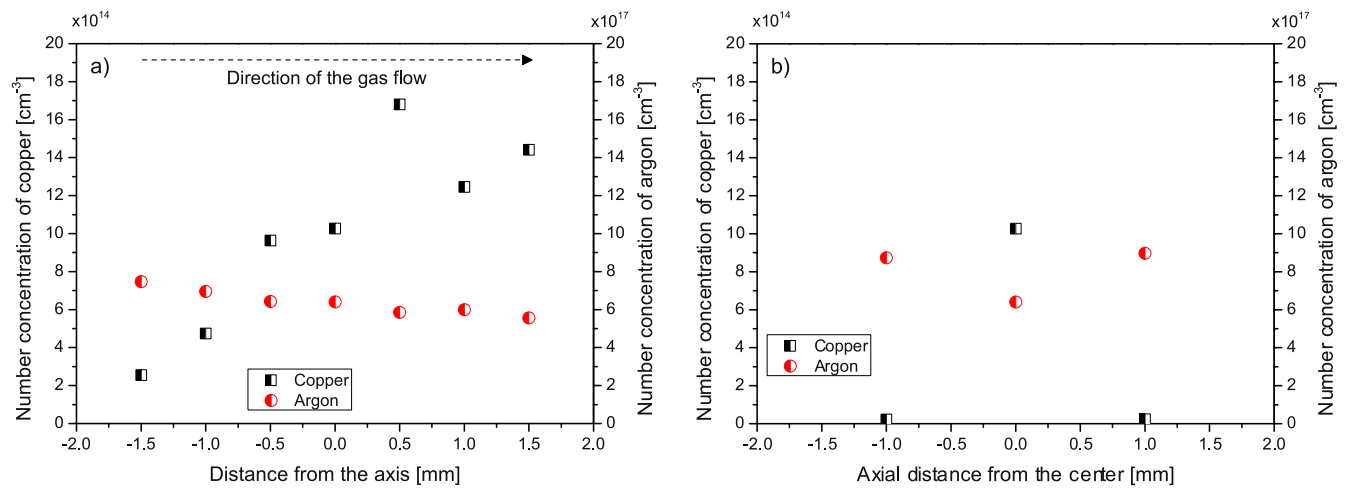 x10^14
x10^17
20
18
16
14
12
10
8
6
4
2
0
Number concentration of copper [cm^-3]
a)
Direction of the gas flow
Copper
Argon
20
18
16
14
12
10
8
6
4
2
0
Number concentration of argon [cm^-3]
-2.0 -1.5 -1.0 -0.5 0.0 0.5 1.0 1.5 2.0
Distance from the axis [mm]
x10^14
x10^17
20
18
16
14
12
10
8
6
4
2
0
Number concentration of copper [cm^-3]
b)
Copper
Argon
20
18
16
14
12
10
8
6
4
2
0
Number concentration of argon [cm^-3]
-2.0 -1.5 -1.0 -0.5 0.0 0.5 1.0 1.5 2.0
Axial distance from the center [mm]